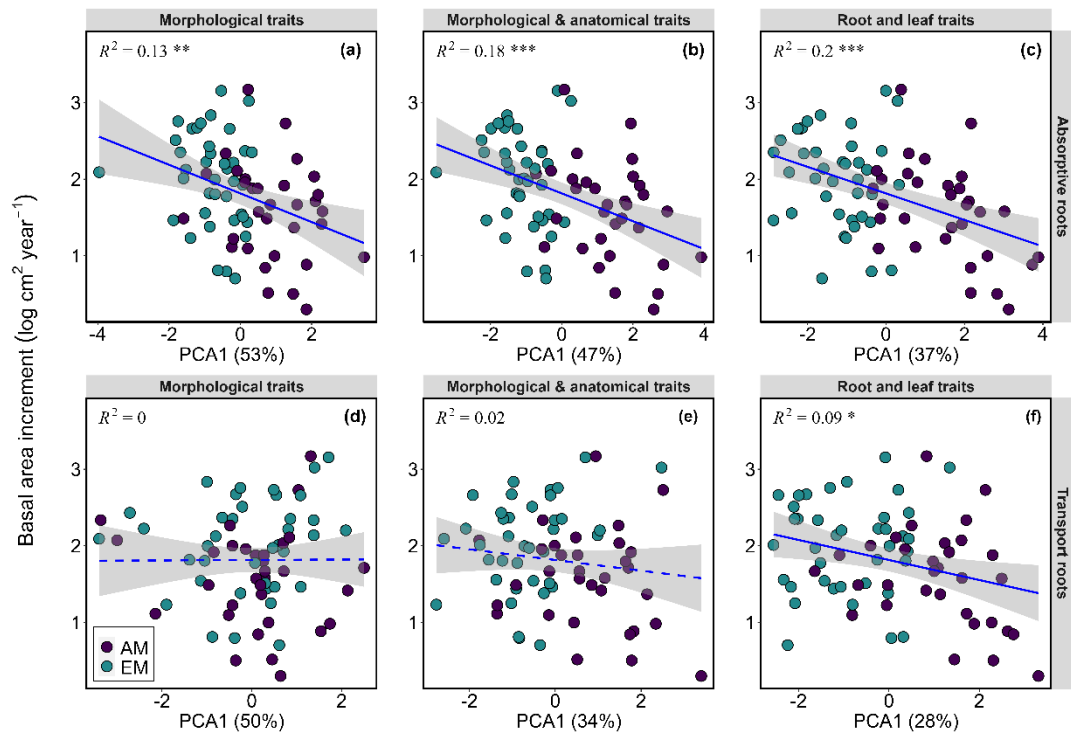 Morphological traits
Morphological & anatomical traits
Root and leaf traits
R² = 0.13 **
(a)
R² = 0.18 ***
(b)
R² = 0.2 ***
(c)
Absorptive roots
3
2
1
-4
-2
0
2
-2
0
2
4
-2
0
2
4
PCA1 (53%)
PCA1 (47%)
PCA1 (37%)
Basal area increment (log cm² year⁻¹)
Morphological traits
Morphological & anatomical traits
Root and leaf traits
R² = 0
(d)
R² = 0.02
(e)
R² = 0.09 *
(f)
Transport roots
3
2
1
AM
EM
-2
0
2
-2
0
2
-2
0
2
PCA1 (50%)
PCA1 (34%)
PCA1 (28%)